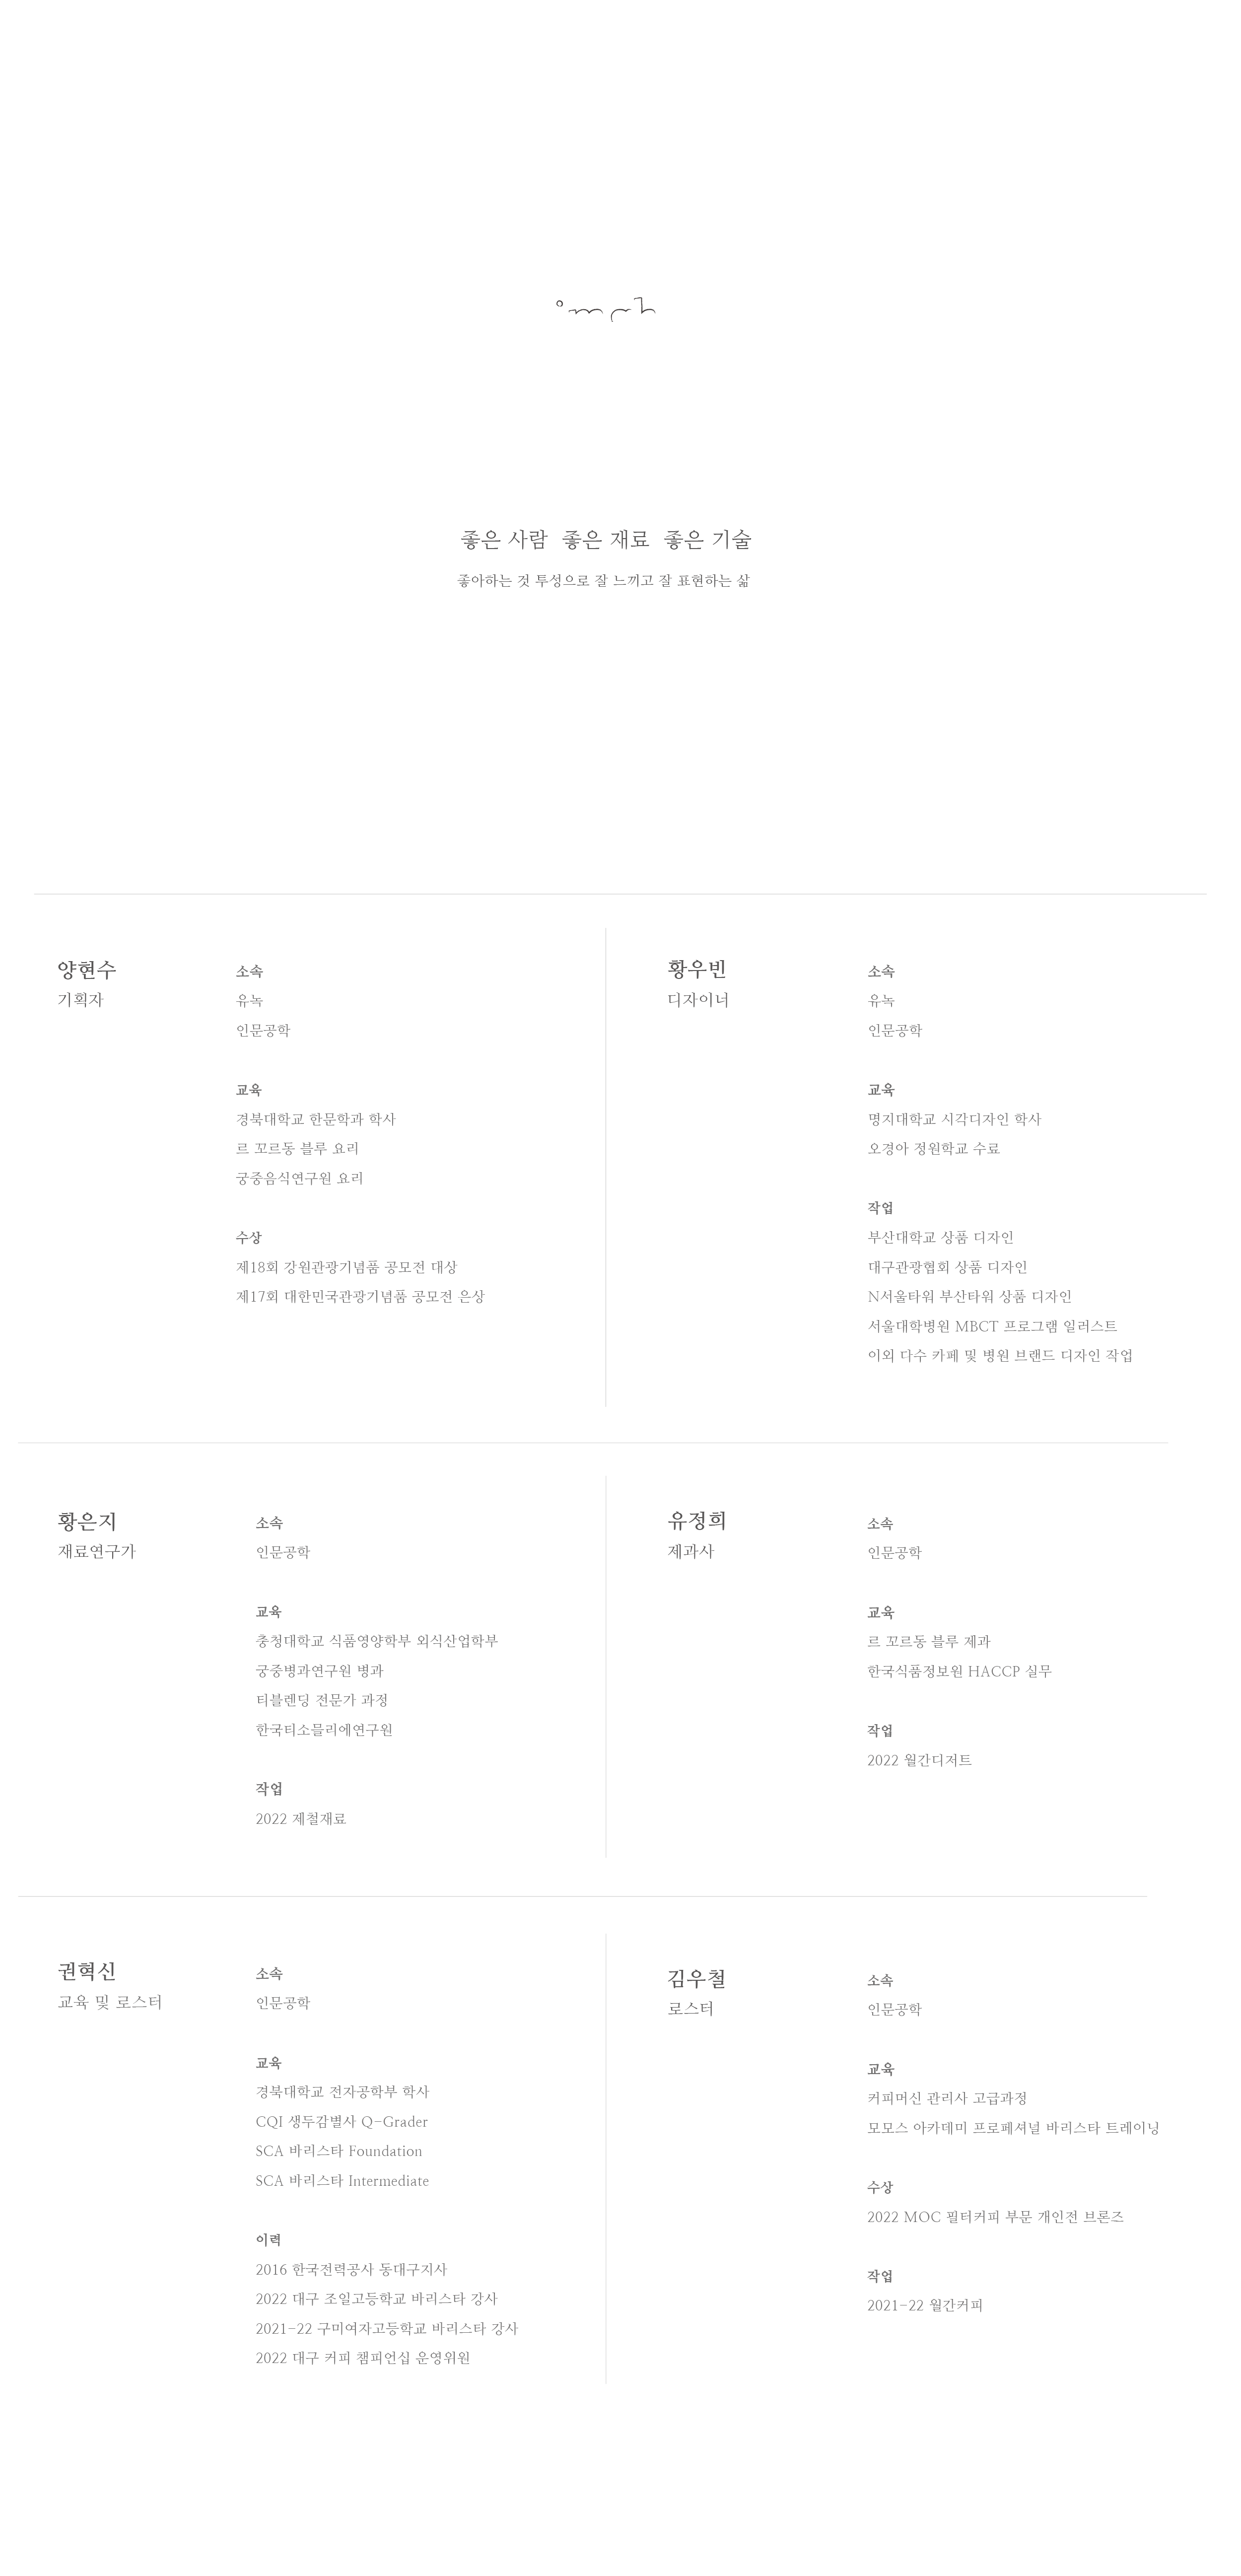 좋은 사람 좋은 재료 좋은 기술
좋아하는 것 투성으로 잘 느끼고 잘 표현하는 삶
양현수
기획자
소속
유녹
인문공학
교육
경북대학교 한문학과 학사
르 꼬르동 블루 요리
궁중음식연구원 요리
수상
제18회 강원관광기념품 공모전 대상
제17회 대한민국관광기념품 공모전 은상
황우빈
디자이너
소속
유녹
인문공학
교육
명지대학교 시각디자인 학사
오경아 정원학교 수료
작업
부산대학교 상품 디자인
대구관광협회 상품 디자인
N서울타워 부산타워 상품 디자인
서울대학병원 MBCT 프로그램 일러스트
이외 다수 카페 및 병원 브랜드 디자인 작업
황은지
재료연구가
소속
인문공학
교육
충청대학교 식품영양학부 외식산업학부
궁중병과연구원 병과
티블렌딩 전문가 과정
한국티소믈리에연구원
작업
2022 제철재료
유정희
제과사
소속
인문공학
교육
르 꼬르동 블루 제과
한국식품정보원 HACCP 실무
작업
2022 월간디저트
권혁신
교육 및 로스터
소속
인문공학
교육
경북대학교 전자공학부 학사
CQI 생두감별사 Q-Grader
SCA 바리스타 Foundation
SCA 바리스타 Intermediate
이력
2016 한국전력공사 동대구지사
2022 대구 조일고등학교 바리스타 강사
2021-22 구미여자고등학교 바리스타 강사
2022 대구 커피 챔피언십 운영위원
김우철
로스터
소속
인문공학
교육
커피머신 관리사 고급과정
모모스 아카데미 프로페셔널 바리스타 트레이닝
수상
2022 MOC 필터커피 부문 개인전 브론즈
작업
2021-22 월간커피